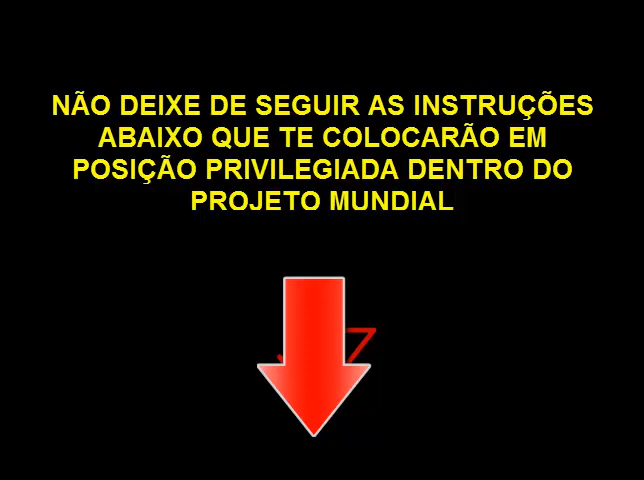 NÃO DEIXE DE SEGUIR AS INSTRUÇÕES
ABAIXO QUE TE COLOCARÃO EM
POSIÇÃO PRIVILEGIADA DENTRO DO
PROJETO MUNDIAL